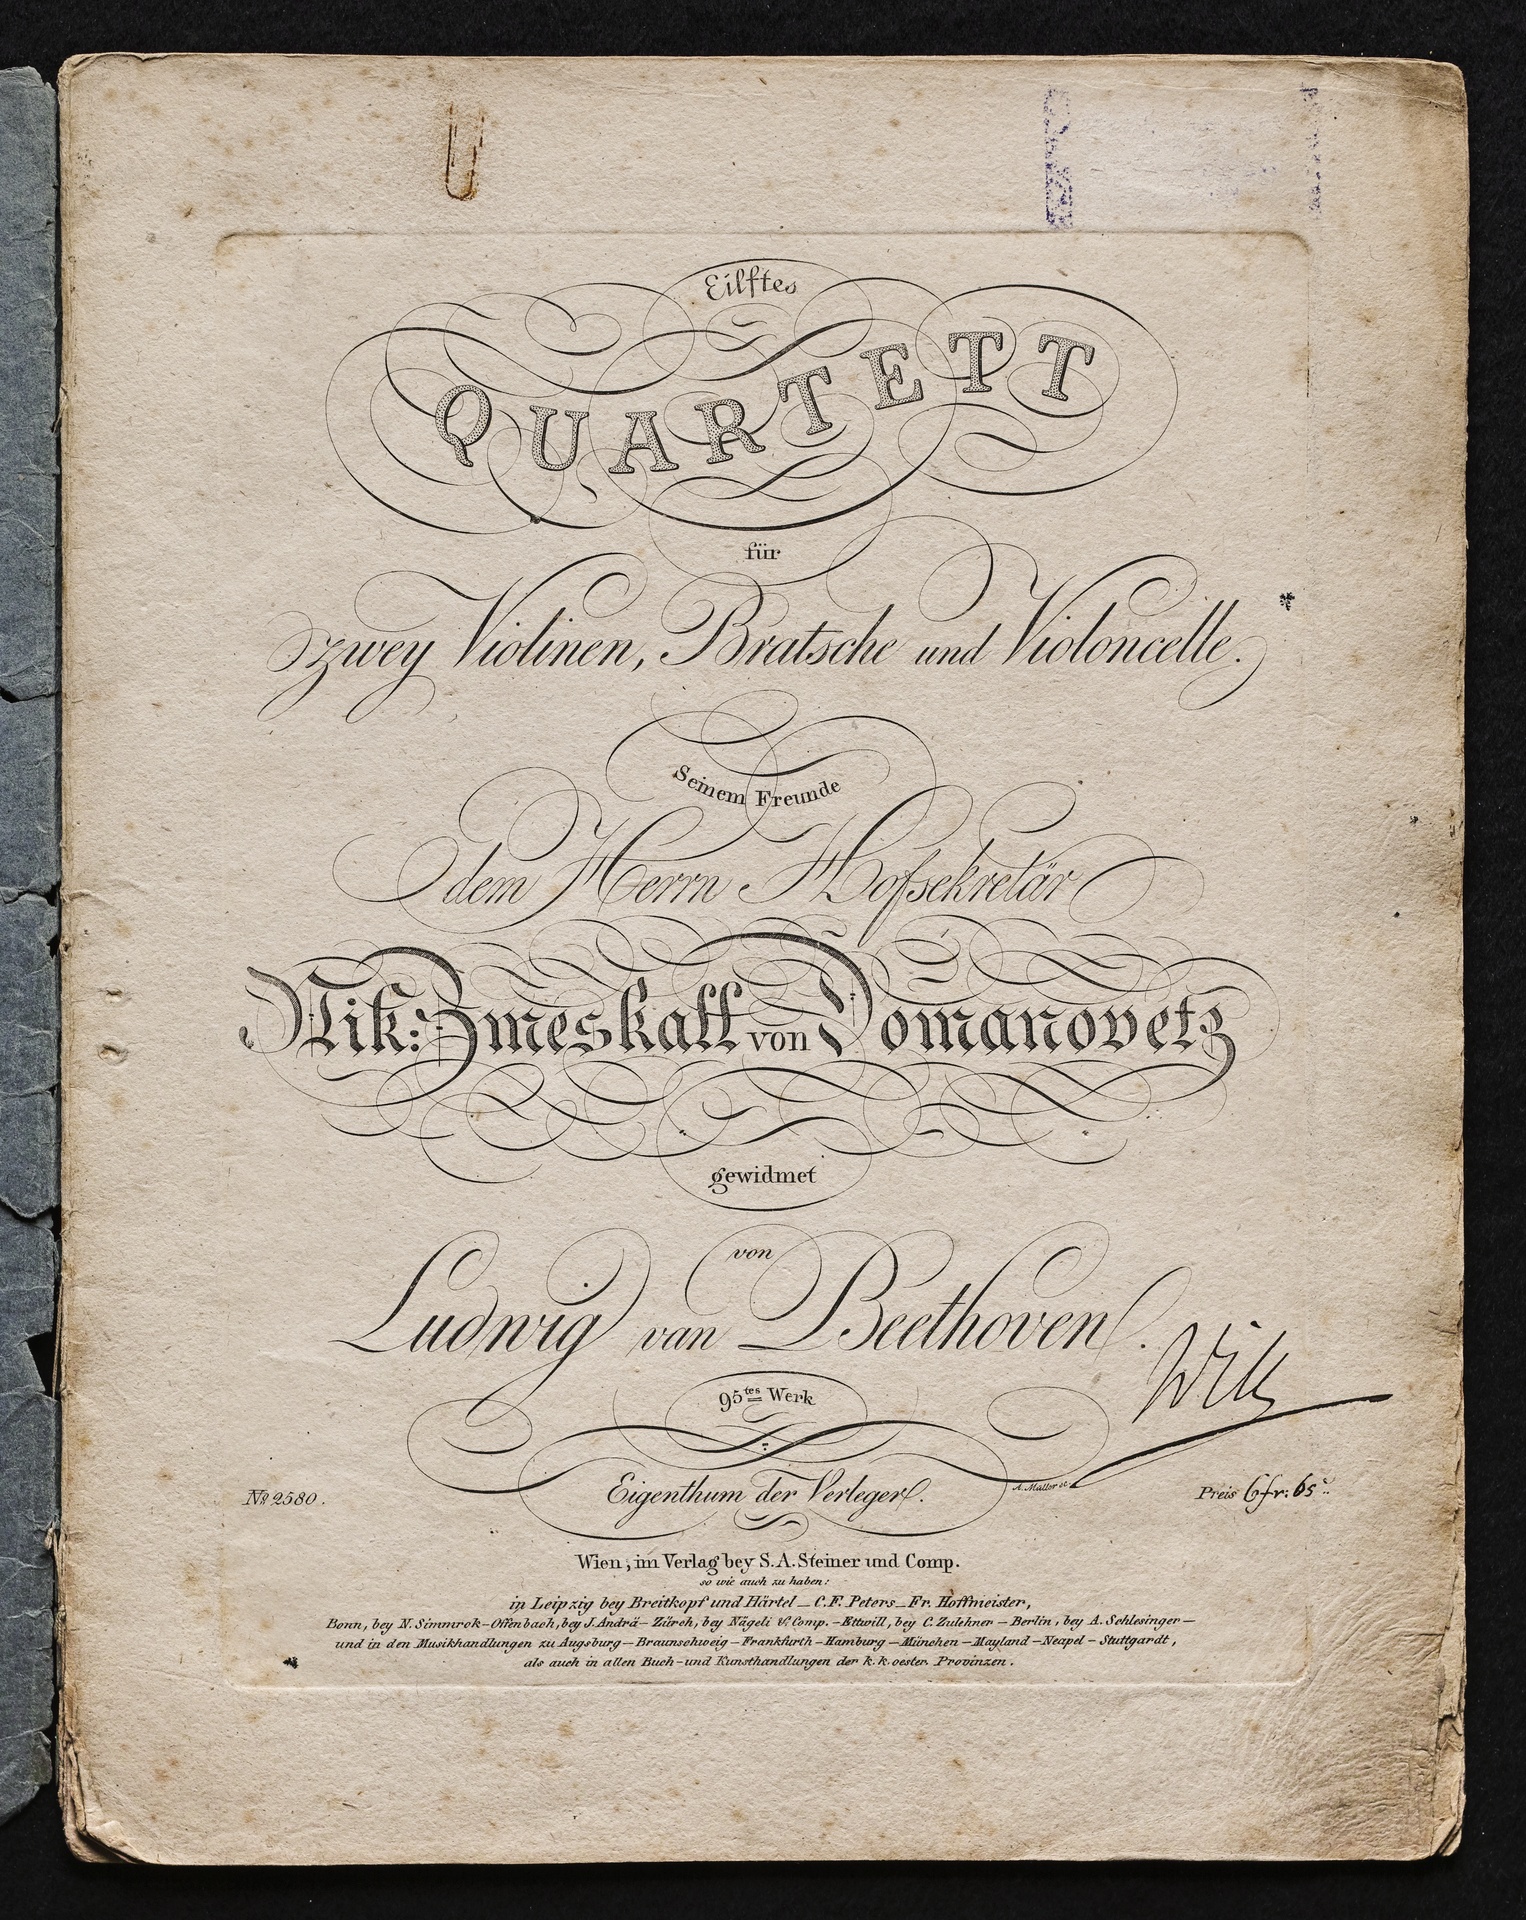 Eilftes
QUARTETT
für
zwey Violinen, Bratsche und Violoncelle.
Seinem Freunde
dem Herrn Hofsekretär
Nik: Zmeskall von Domanovetz
gewidmet
von
Ludwig van Beethoven.
95tes Werk
Eigenthum der Verleger.
A. Müller sc.
No 2580.
Preis 6fr: 65
Wien, im Verlag bey S. A. Steiner und Comp.
so wie auch zu haben:
in Leipzig bey Breitkopf und Härtel _ C. F. Peters _ Fr. Hoffmeister,
Bonn, bey N. Simmrok – Offenbach, bey J. Andrä – Zürch, bey Nägeli & Comp. – Ettwill, bey C. Zulehner – Berlin, bey A. Schlesinger –
und in den Musikhandlungen zu Augsburg – Braunschweig – Frankfurth – Hamburg – München – Mayland – Neapel – Stuttgardt,
als auch in allen Buch- und Kunsthandlungen der k. k. oester. Provinzen.